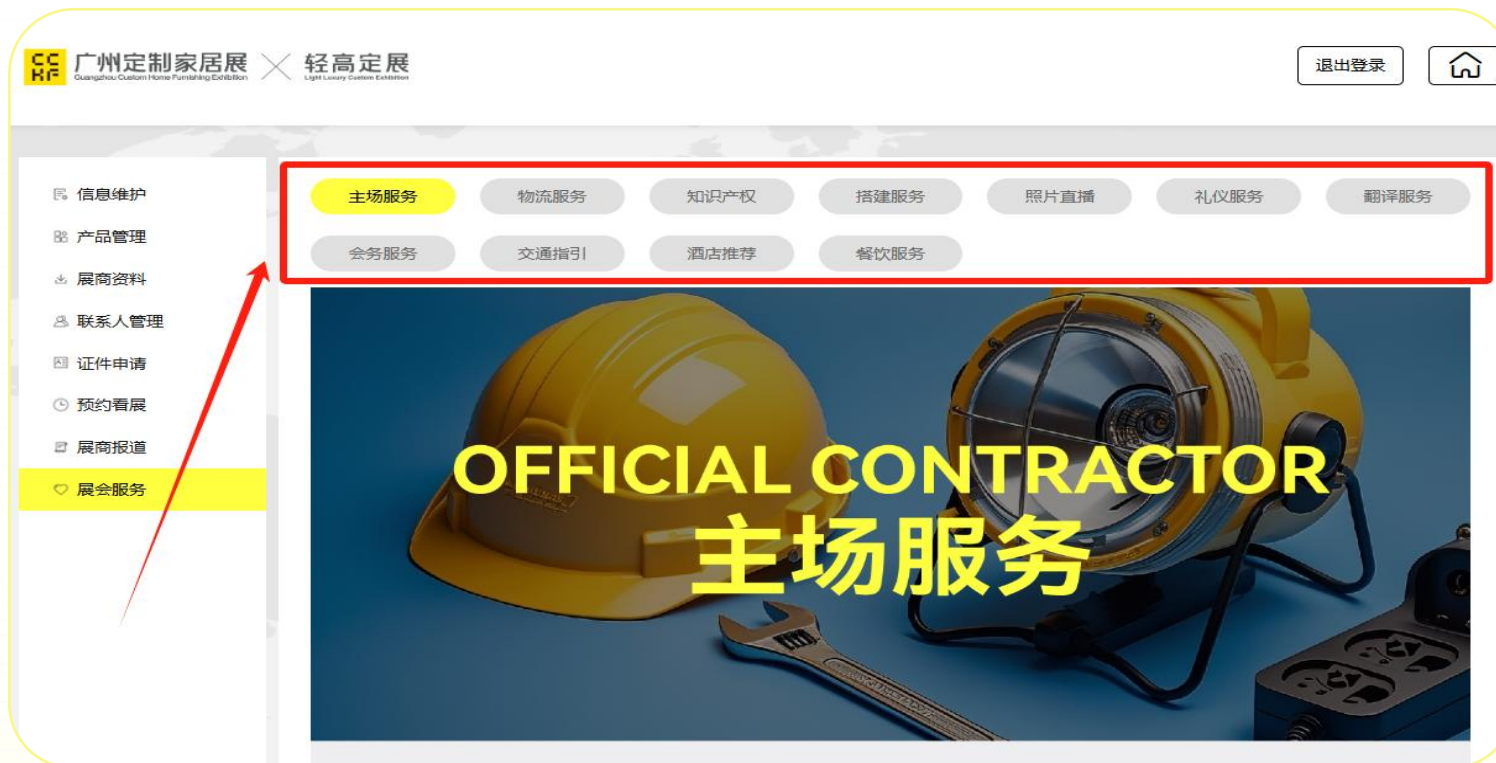 CC
HF
广州定制家居展
Guangzhou Custom Home Furnishing Exhibition
轻高定展
Light Luxury Custom Exhibition
退出登录
信息维护
产品管理
展商资料
联系人管理
证件申请
预约看展
展商报道
展会服务
主场服务 物流服务 知识产权 搭建服务 照片直播 礼仪服务 翻译服务
会务服务 交通指引 酒店推荐 餐饮服务
OFFICIAL CONTRACTOR
主场服务